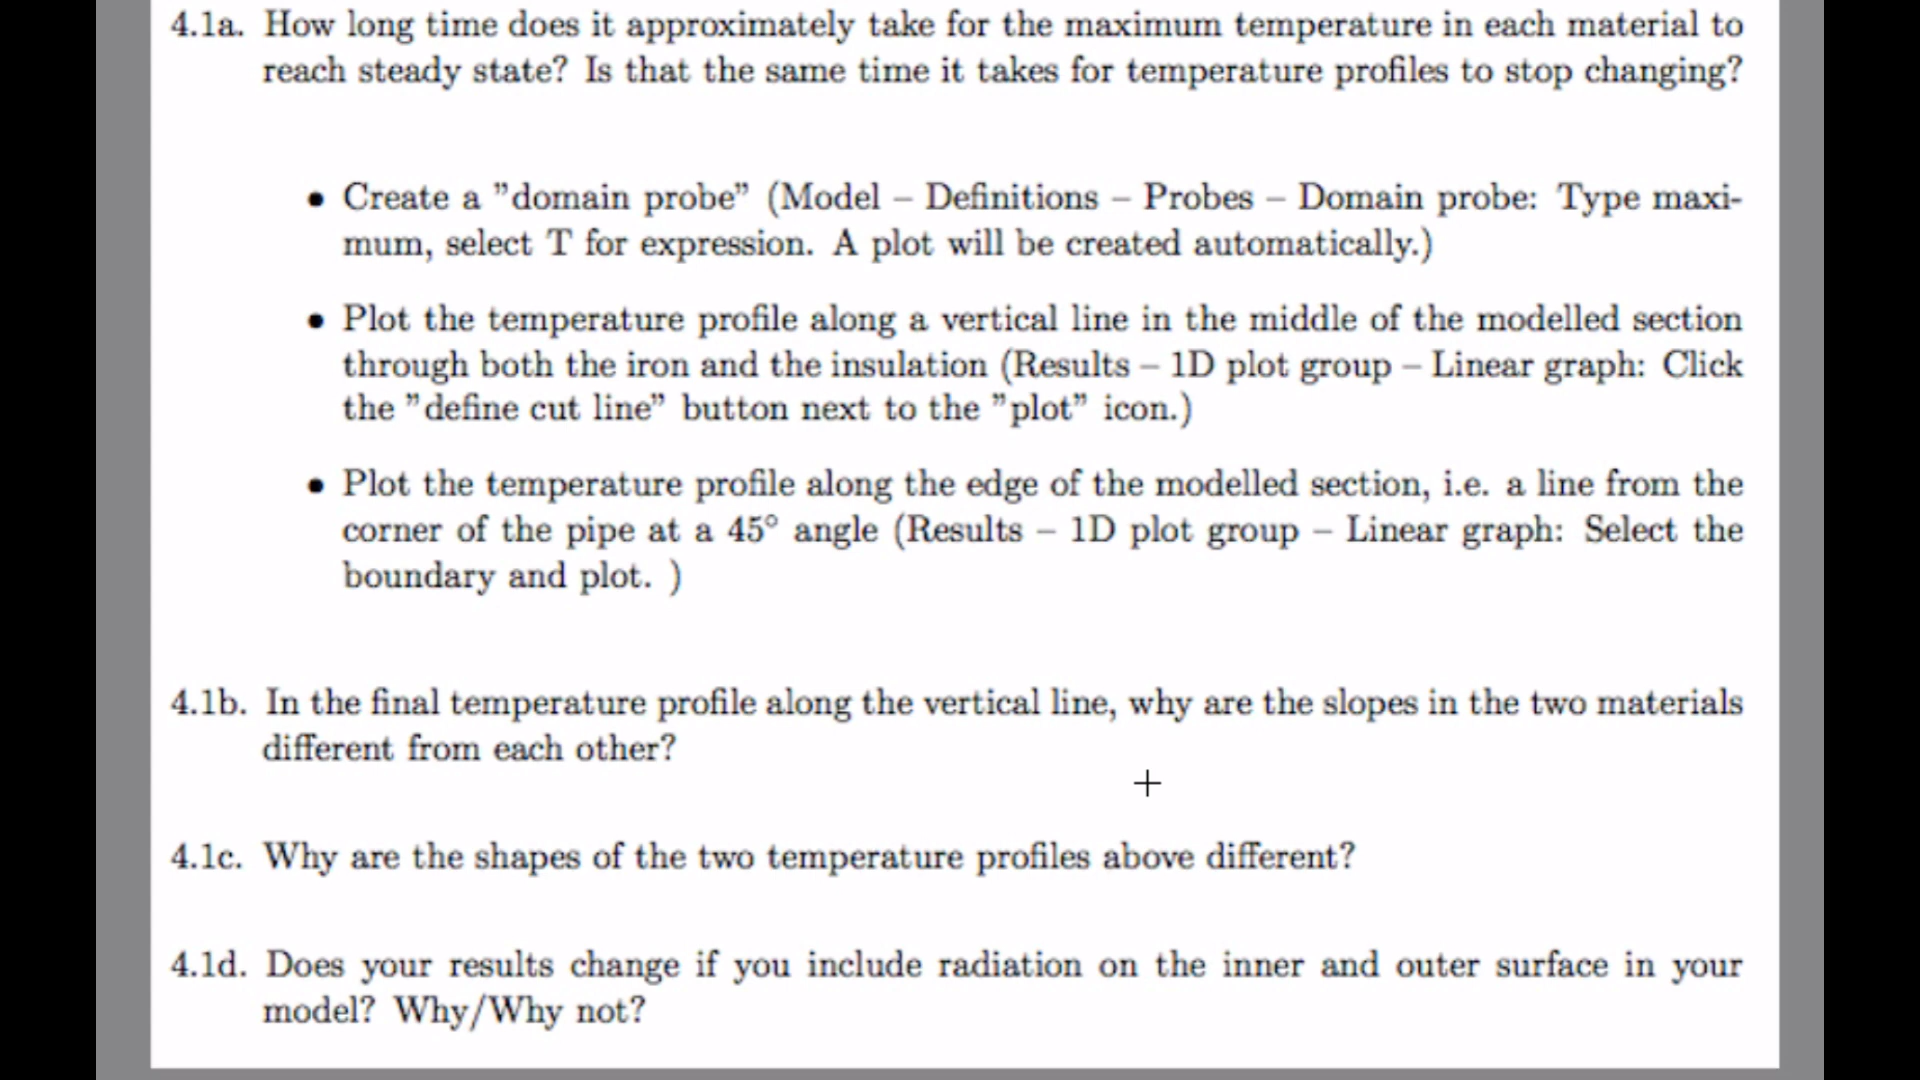 4.1a. How long time does it approximately take for the maximum temperature in each material to
reach steady state? Is that the same time it takes for temperature profiles to stop changing?
• Create a ”domain probe” (Model – Definitions – Probes – Domain probe: Type maxi-
mum, select T for expression. A plot will be created automatically.)
• Plot the temperature profile along a vertical line in the middle of the modelled section
through both the iron and the insulation (Results – 1D plot group – Linear graph: Click
the ”define cut line” button next to the ”plot” icon.)
• Plot the temperature profile along the edge of the modelled section, i.e. a line from the
corner of the pipe at a 45° angle (Results – 1D plot group – Linear graph: Select the
boundary and plot. )
4.1b. In the final temperature profile along the vertical line, why are the slopes in the two materials
different from each other?
4.1c. Why are the shapes of the two temperature profiles above different?
4.1d. Does your results change if you include radiation on the inner and outer surface in your
model? Why/Why not?